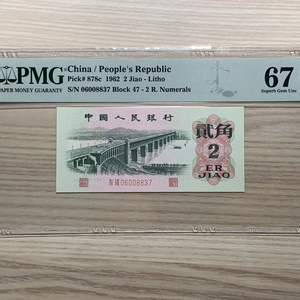 PMG
PAPER MONEY GUARANTY
China / People's Republic
Pick# 878c 1962 2 Jiao - Litho
S/N 06008837 Block 47 - 2 R. Numerals
67
Superb Gem Unc
中國人民銀行
貳角
2
ER
JIAO
06008837